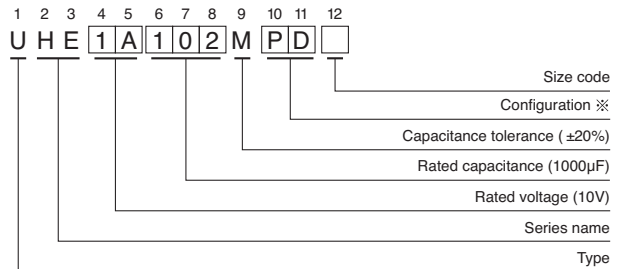 1 2 3 4 5 6 7 8 9 10 11 12
U H E 1 A 1 0 2 M P D
Size code
Configuration ※
Capacitance tolerance ( ±20%)
Rated capacitance (1000µF)
Rated voltage (10V)
Series name
Type